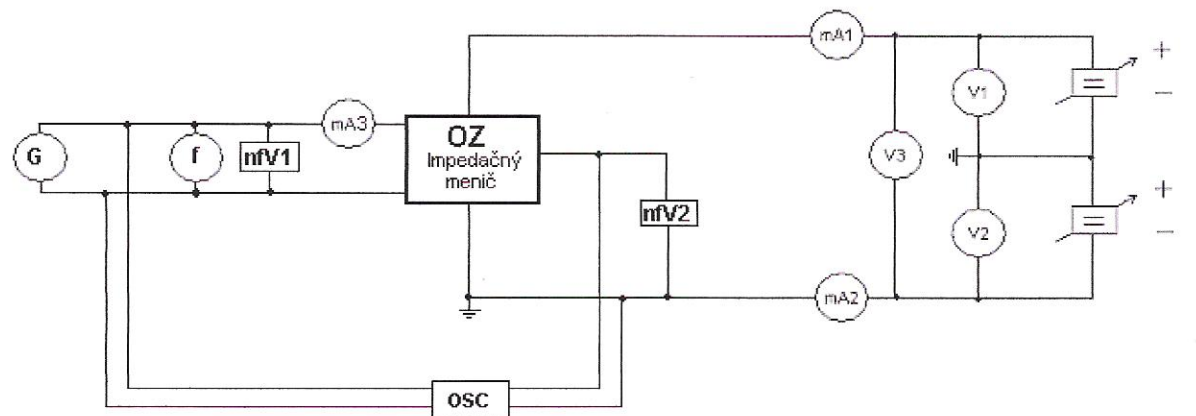 mA1
+
V1
=
−
mA3
OZ
G
f
nfV1
Impedačný
menič
V3
nfV2
+
V2
=
−
mA2
OSC